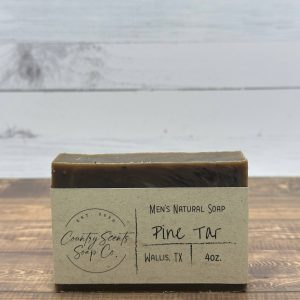 EST. 2020
Country Scents
Soap Co.
Men's Natural Soap
Pine Tar
Wallis, TX
4oz.